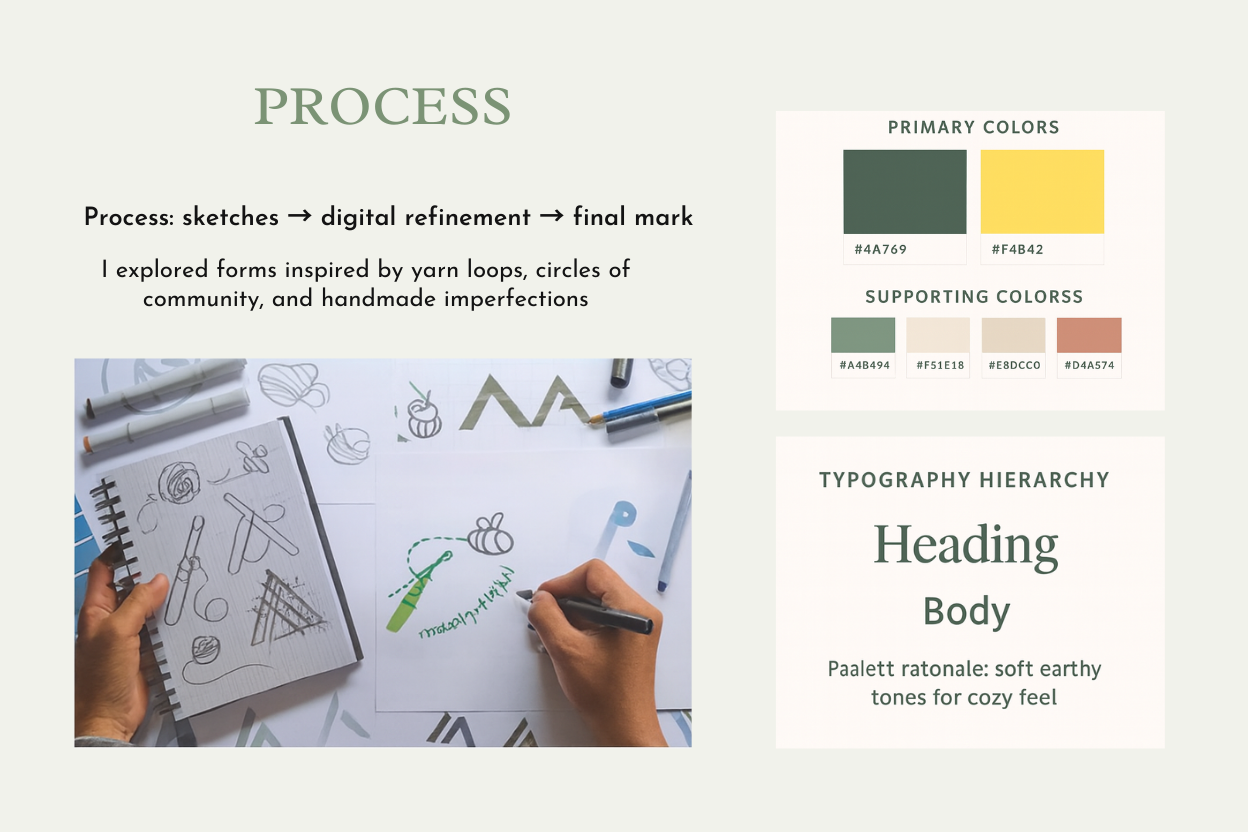 PROCESS
Process: sketches → digital refinement → final mark
I explored forms inspired by yarn loops, circles of
community, and handmade imperfections
PRIMARY COLORS
#4A769
#F4B42
SUPPORTING COLORSS
#A4B494
#F51E18
#E8DCC0
#D4A574
TYPOGRAPHY HIERARCHY
Heading
Body
Paalett ratonale: soft earthy
tones for cozy feel